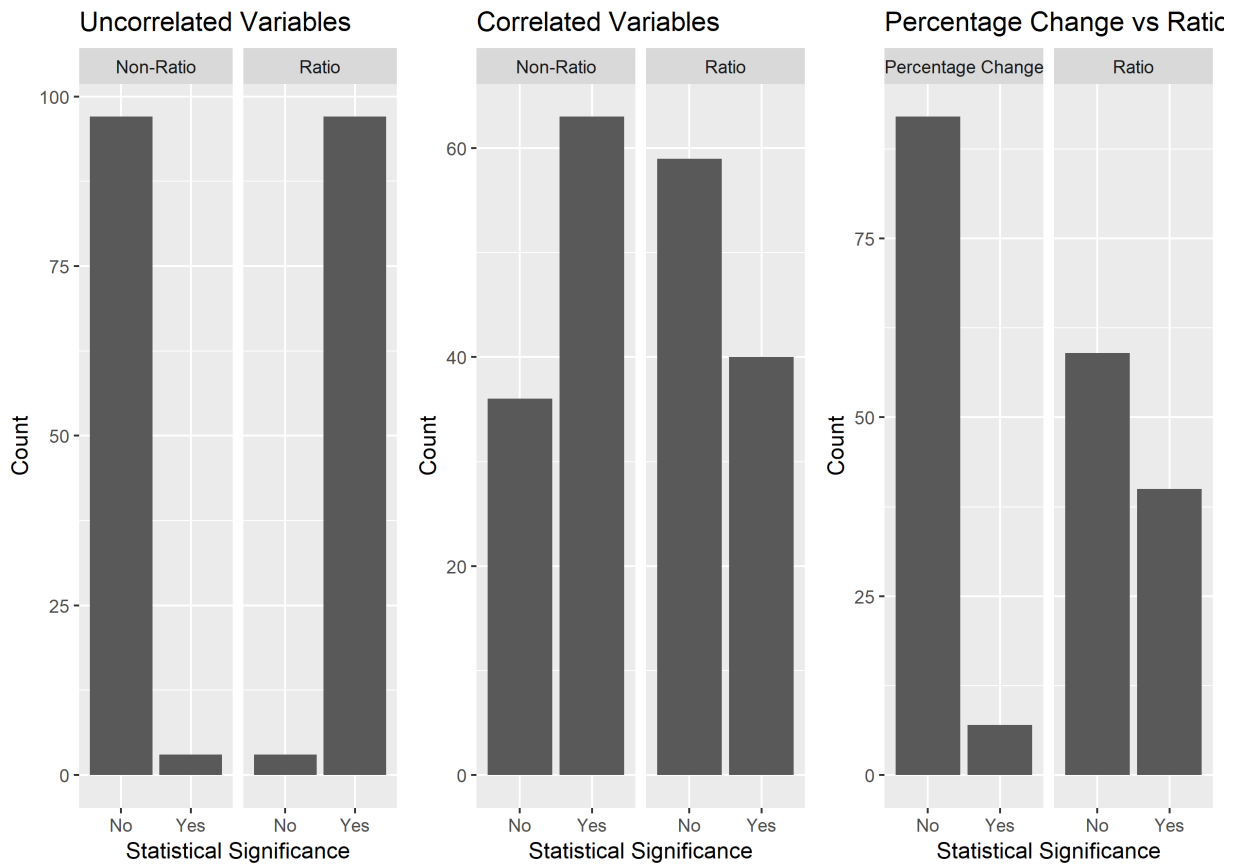 Uncorrelated Variables
Non-Ratio Ratio
100
75
50
25
0
Count
No Yes No Yes
Statistical Significance
Correlated Variables
Non-Ratio Ratio
60
40
20
0
Count
No Yes No Yes
Statistical Significance
Percentage Change vs Ratio
Percentage Change Ratio
75
50
25
0
Count
No Yes No Yes
Statistical Significance